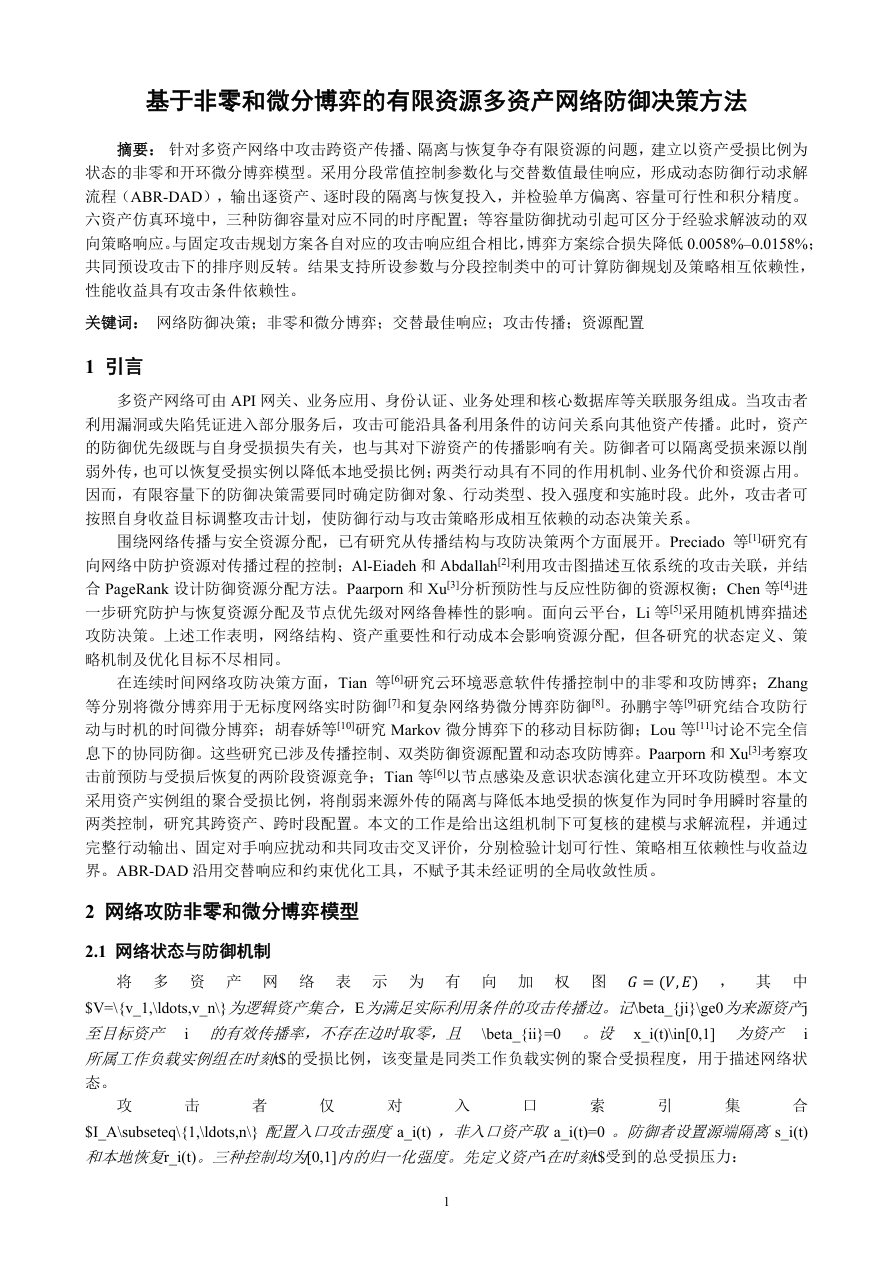 基于非零和微分博弈的有限资源多资产网络防御决策方法
摘要： 针对多资产网络中攻击跨资产传播、隔离与恢复争夺有限资源的问题，建立以资产受损比例为
状态的非零和开环微分博弈模型。采用分段常值控制参数化与交替数值最佳响应，形成动态防御行动求解
流程（ABR-DAD），输出逐资产、逐时段的隔离与恢复投入，并检验单方偏离、容量可行性和积分精度。
六资产仿真环境中，三种防御容量对应不同的时序配置；等容量防御扰动引起可区分于经验求解波动的双
向策略响应。与固定攻击规划方案各自对应的攻击响应组合相比，博弈方案综合损失降低 0.0058%–0.0158%；
共同预设攻击下的排序则反转。结果支持所设参数与分段控制类中的可计算防御规划及策略相互依赖性，
性能收益具有攻击条件依赖性。
关键词： 网络防御决策；非零和微分博弈；交替最佳响应；攻击传播；资源配置
1 引言
多资产网络可由 API 网关、业务应用、身份认证、业务处理和核心数据库等关联服务组成。当攻击者
利用漏洞或失陷凭证进入部分服务后，攻击可能沿具备利用条件的访问关系向其他资产传播。此时，资产
的防御优先级既与自身受损损失有关，也与其对下游资产的传播影响有关。防御者可以隔离受损来源以削
弱外传，也可以恢复受损实例以降低本地受损比例；两类行动具有不同的作用机制、业务代价和资源占用。
因而，有限容量下的防御决策需要同时确定防御对象、行动类型、投入强度和实施时段。此外，攻击者可
按照自身收益目标调整攻击计划，使防御行动与攻击策略形成相互依赖的动态决策关系。
围绕网络传播与安全资源分配，已有研究从传播结构与攻防决策两个方面展开。Preciado 等[1]研究有
向网络中防护资源对传播过程的控制；Al-Eiadeh 和 Abdallah[2]利用攻击图描述互依系统的攻击关联，并结
合 PageRank 设计防御资源分配方法。Paarporn 和 Xu[3]分析预防性与反应性防御的资源权衡；Chen 等[4]进
一步研究防护与恢复资源分配及节点优先级对网络鲁棒性的影响。面向云平台，Li 等[5]采用随机博弈描述
攻防决策。上述工作表明，网络结构、资产重要性和行动成本会影响资源分配，但各研究的状态定义、策
略机制及优化目标不尽相同。
在连续时间网络攻防决策方面，Tian 等[6]研究云环境恶意软件传播控制中的非零和攻防博弈；Zhang
等分别将微分博弈用于无标度网络实时防御[7]和复杂网络势微分博弈防御[8]。孙鹏宇等[9]研究结合攻防行
动与时机的时间微分博弈；胡春娇等[10]研究 Markov 微分博弈下的移动目标防御；Lou 等[11]讨论不完全信
息下的协同防御。这些研究已涉及传播控制、双类防御资源配置和动态攻防博弈。Paarporn 和 Xu[3]考察攻
击前预防与受损后恢复的两阶段资源竞争；Tian 等[6]以节点感染及意识状态演化建立开环攻防模型。本文
采用资产实例组的聚合受损比例，将削弱来源外传的隔离与降低本地受损的恢复作为同时争用瞬时容量的
两类控制，研究其跨资产、跨时段配置。本文的工作是给出这组机制下可复核的建模与求解流程，并通过
完整行动输出、固定对手响应扰动和共同攻击交叉评价，分别检验计划可行性、策略相互依赖性与收益边
界。ABR-DAD 沿用交替响应和约束优化工具，不赋予其未经证明的全局收敛性质。
2 网络攻防非零和微分博弈模型
2.1 网络状态与防御机制
将多资产网络表示为有向加权图 G = (V, E) ，其中
$V=\{v_1,\ldots,v_n\}为逻辑资产集合，E为满足实际利用条件的攻击传播边。记\beta_{ji}\ge0为来源资产j
至目标资产 i 的有效传播率，不存在边时取零，且 \beta_{ii}=0 。设 x_i(t)\in[0,1] 为资产 i
所属工作负载实例组在时刻t$的受损比例，该变量是同类工作负载实例的聚合受损程度，用于描述网络状
态。
攻击者仅对入口索引集合
$I_A\subseteq\{1,\ldots,n\} 配置入口攻击强度 a_i(t) ，非入口资产取 a_i(t)=0 。防御者设置源端隔离 s_i(t)
和本地恢复r_i(t)。三种控制均为[0,1]内的归一化强度。先定义资产i在时刻t$受到的总受损压力：
1